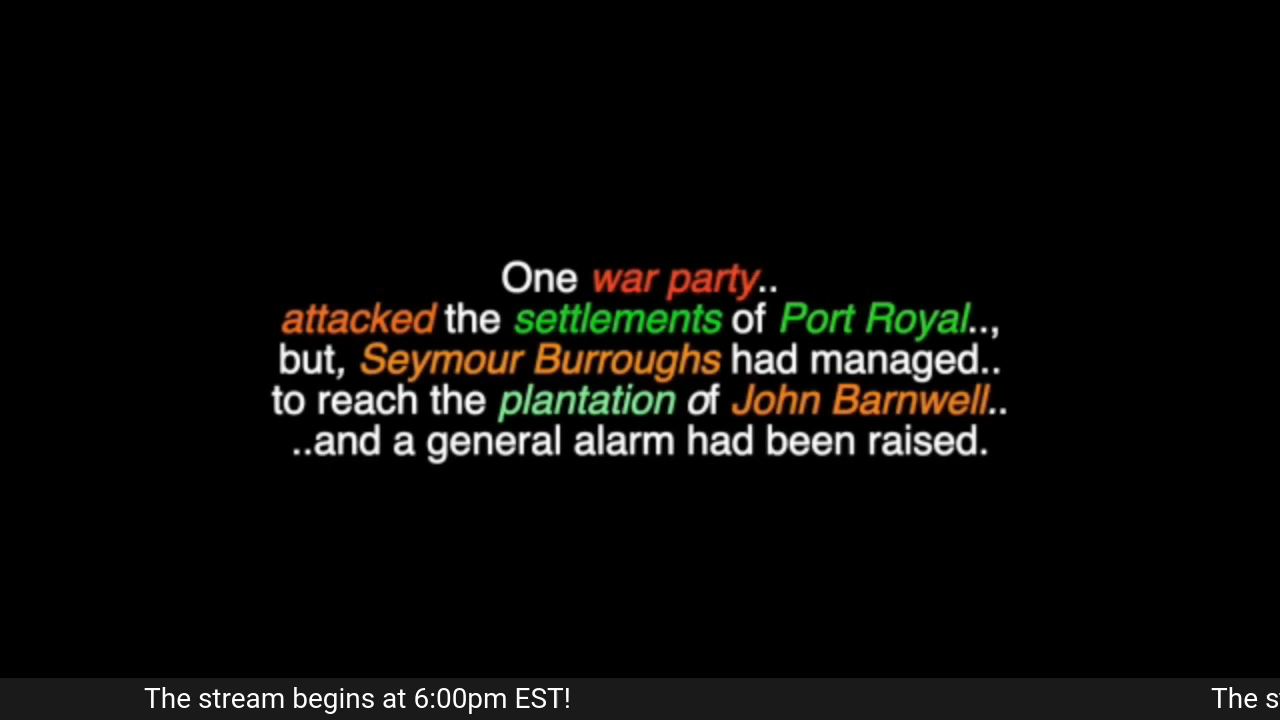 One war party..
attacked the settlements of Port Royal..,
but, Seymour Burroughs had managed..
to reach the plantation of John Barnwell..
..and a general alarm had been raised.
The stream begins at 6:00pm EST! The s